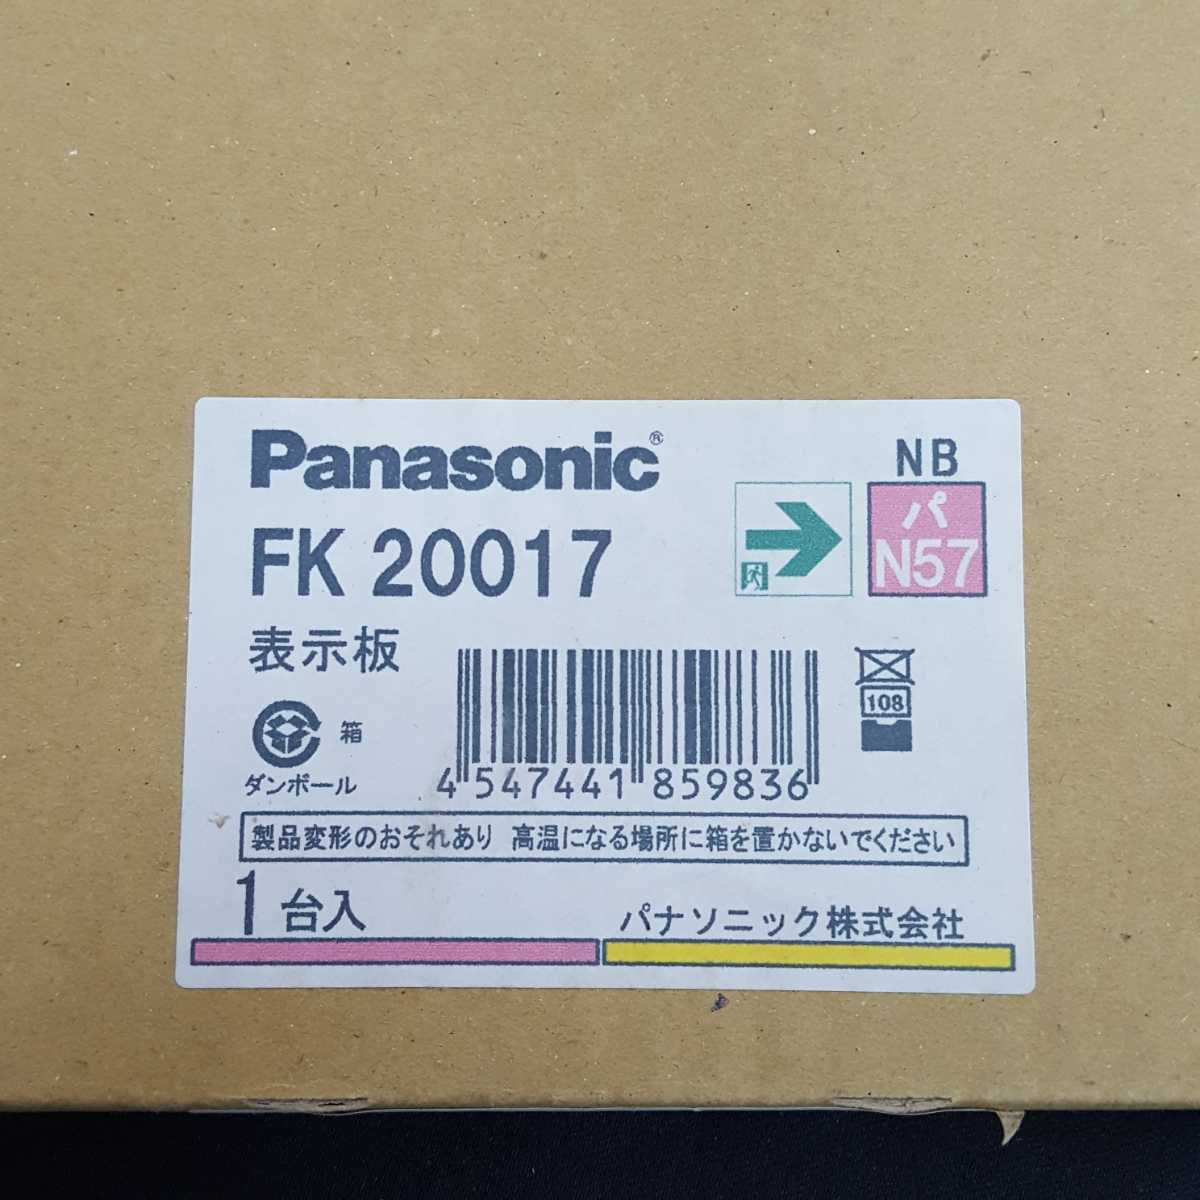 Panasonic®
NB
FK 20017
パ
N57
表示板
108
箱
ダンボール
4 547441 859836
製品変形のおそれあり 高温になる場所に箱を置かないでください
1 台入
パナソニック株式会社